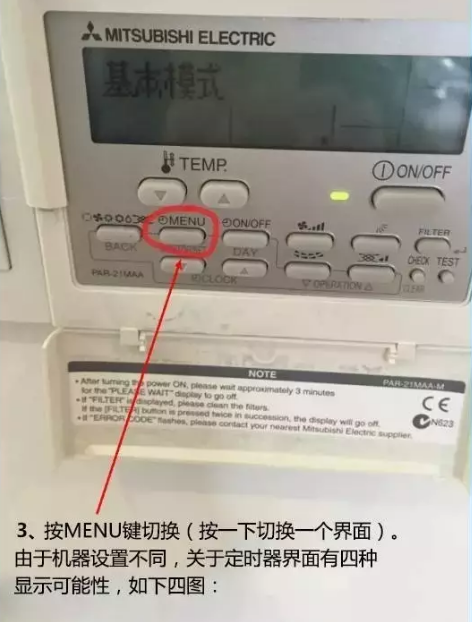 MITSUBISHI ELECTRIC
基本模式
TEMP.
ON/OFF
MENU
ON/OFF
FILTER
BACK
DAY
CHECK TEST
PAR-21MAA
CLOCK
▽ OPERATION △
CLEAR
NOTE
PAR-21MAA-M
• After turning the power ON, please wait approximately 3 minutes
for the "PLEASE WAIT" display to go off.
• If "FILTER" is displayed, please clean the filters.
If the [FILTER] button is pressed twice in succession, the display will go off.
• If "ERROR CODE" flashes, please contact your nearest Mitsubishi Electric supplier.
CE
N623
3、按MENU键切换（按一下切换一个界面）。
由于机器设置不同，关于定时器界面有四种
显示可能性，如下四图：